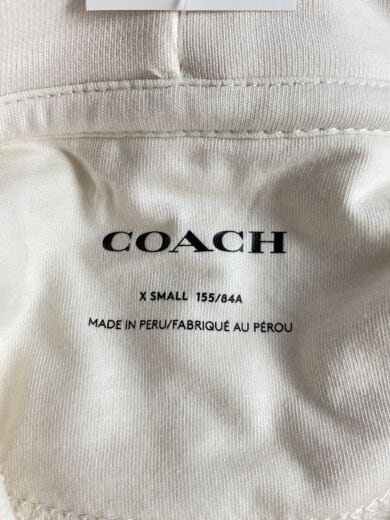 COACH
X SMALL 155/84A
MADE IN PERU/FABRIQUÉ AU PÉROU